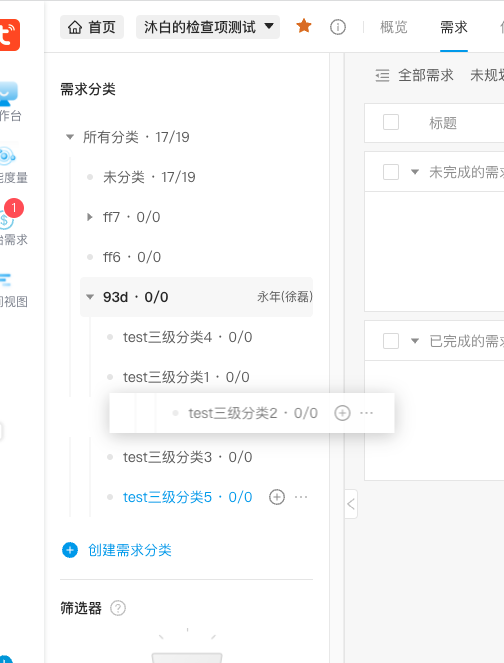 首页 沐白的检查项测试 概览 需求
全部需求 未规划
标题
未完成的需求
已完成的需求
作台
能度量
1
始需求
间视图
需求分类
所有分类 · 17/19
未分类 · 17/19
ff7 · 0/0
ff6 · 0/0
93d · 0/0 永年(徐磊)
test三级分类4 · 0/0
test三级分类1 · 0/0
test三级分类2 · 0/0
test三级分类3 · 0/0
test三级分类5 · 0/0
创建需求分类
筛选器